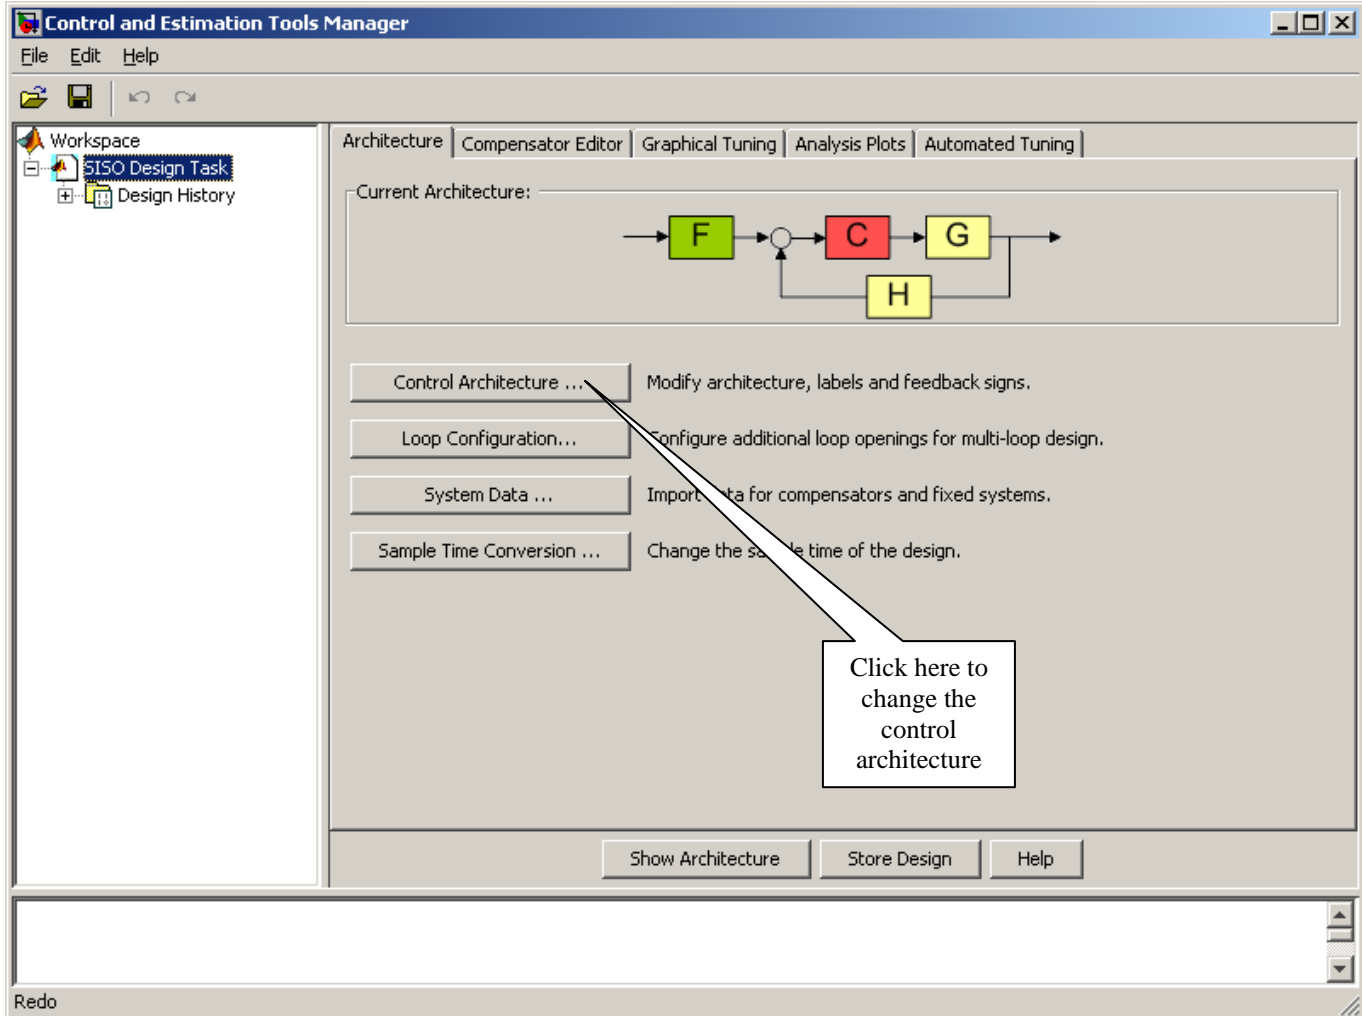 Control and Estimation Tools Manager
File Edit Help
Workspace
SISO Design Task
Design History
Architecture Compensator Editor Graphical Tuning Analysis Plots Automated Tuning
Current Architecture:
F C G
H
Control Architecture ... Modify architecture, labels and feedback signs.
Loop Configuration... Configure additional loop openings for multi-loop design.
System Data ... Import data for compensators and fixed systems.
Sample Time Conversion ... Change the sample time of the design.
Click here to
change the
control
architecture
Show Architecture Store Design Help
Redo